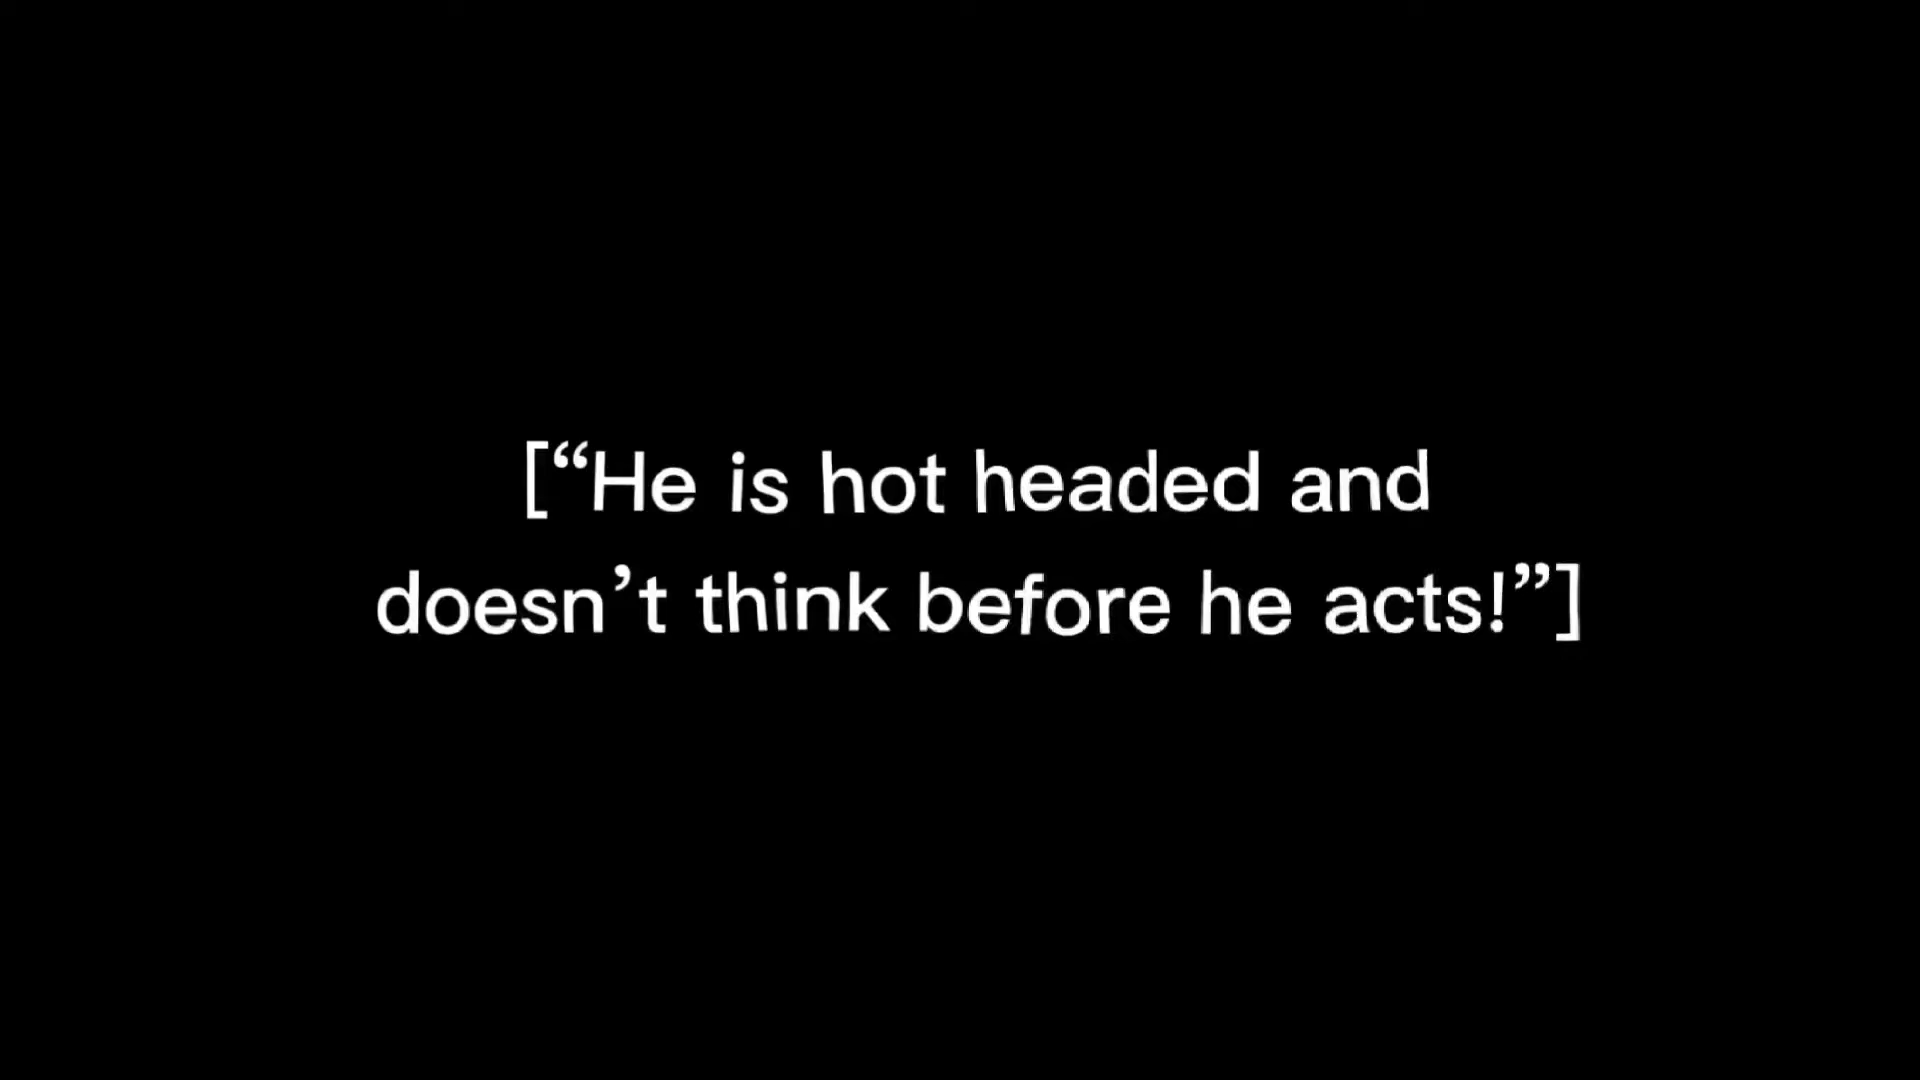 [“He is hot headed and
doesn’t think before he acts!”]